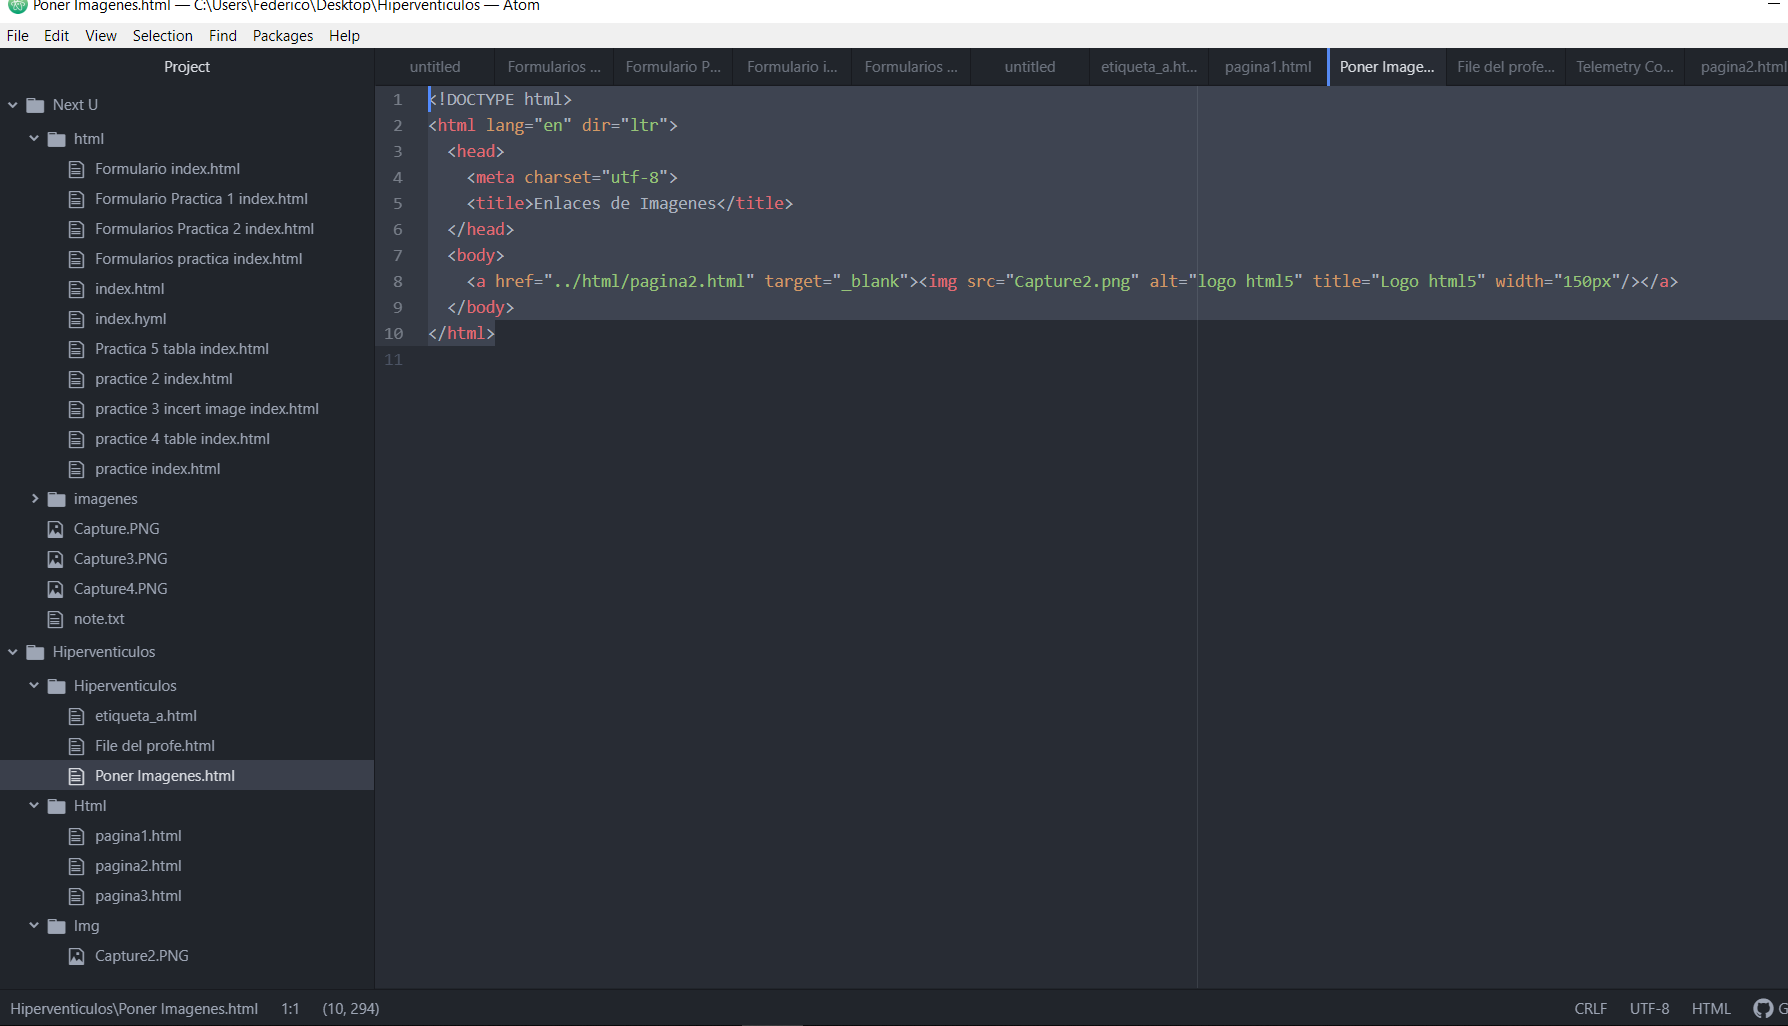 Poner Imagenes.html — C:\Users\Federico\Desktop\Hiperventiculos — Atom
File Edit View Selection Find Packages Help
Project
untitled Formularios ... Formulario P... Formulario i... Formularios ... untitled etiqueta_a.ht... pagina1.html Poner Image... File del profe... Telemetry Co... pagina2.html
Next U
html
Formulario index.html
Formulario Practica 1 index.html
Formularios Practica 2 index.html
Formularios practica index.html
index.html
index.hyml
Practica 5 tabla index.html
practice 2 index.html
practice 3 incert image index.html
practice 4 table index.html
practice index.html
imagenes
Capture.PNG
Capture3.PNG
Capture4.PNG
note.txt
Hiperventiculos
Hiperventiculos
etiqueta_a.html
File del profe.html
Poner Imagenes.html
Html
pagina1.html
pagina2.html
pagina3.html
Img
Capture2.PNG
1 <!DOCTYPE html>
2 <html lang="en" dir="ltr">
3 <head>
4 <meta charset="utf-8">
5 <title>Enlaces de Imagenes</title>
6 </head>
7 <body>
8 <a href="../html/pagina2.html" target="_blank"><img src="Capture2.png" alt="logo html5" title="Logo html5" width="150px"/></a>
9 </body>
10 </html>
11
Hiperventiculos\Poner Imagenes.html 1:1 (10, 294) CRLF UTF-8 HTML G